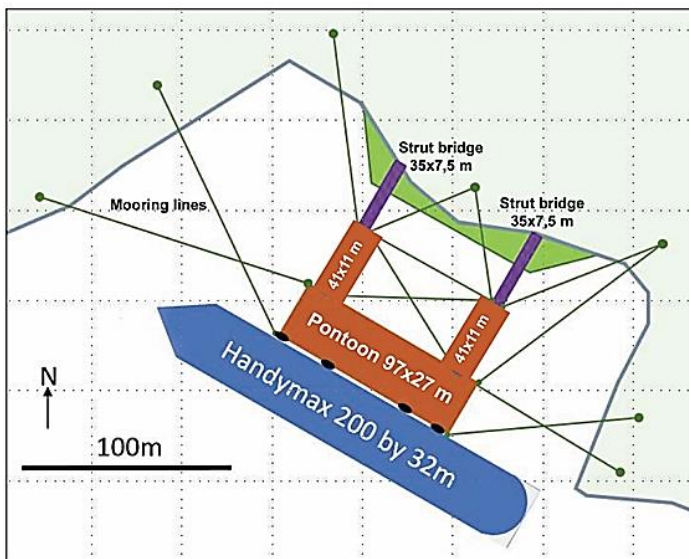 Strut bridge
35x7,5 m
Strut bridge
35x7,5 m
Mooring lines
41x11 m
41x11 m
Pontoon 97x27 m
Handymax 200 by 32m
N
100m